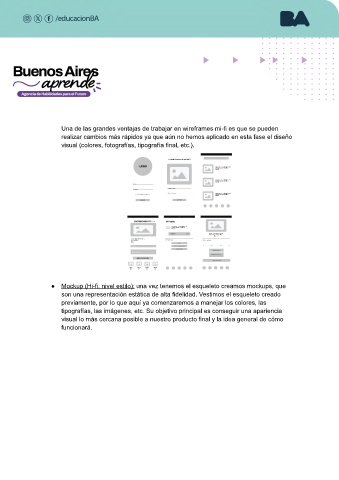 /educacionBA
BA
Buenos Aires
aprende
Agencia de Habilidades para el Futuro
Una de las grandes ventajas de trabajar en wireframes mi-fi es que se pueden
realizar cambios más rápidos ya que aún no hemos aplicado en esta fase el diseño
visual (colores, fotografías, tipografía final, etc.).
LOGO
● Mockup (Hi-fi, nivel estilo): una vez tenemos el esqueleto creamos mockups, que
son una representación estática de alta fidelidad. Vestimos el esqueleto creado
previamente, por lo que aquí ya comenzaremos a manejar los colores, las
tipografías, las imágenes, etc. Su objetivo principal es conseguir una apariencia
visual lo más cercana posible a nuestro producto final y la idea general de cómo
funcionará.